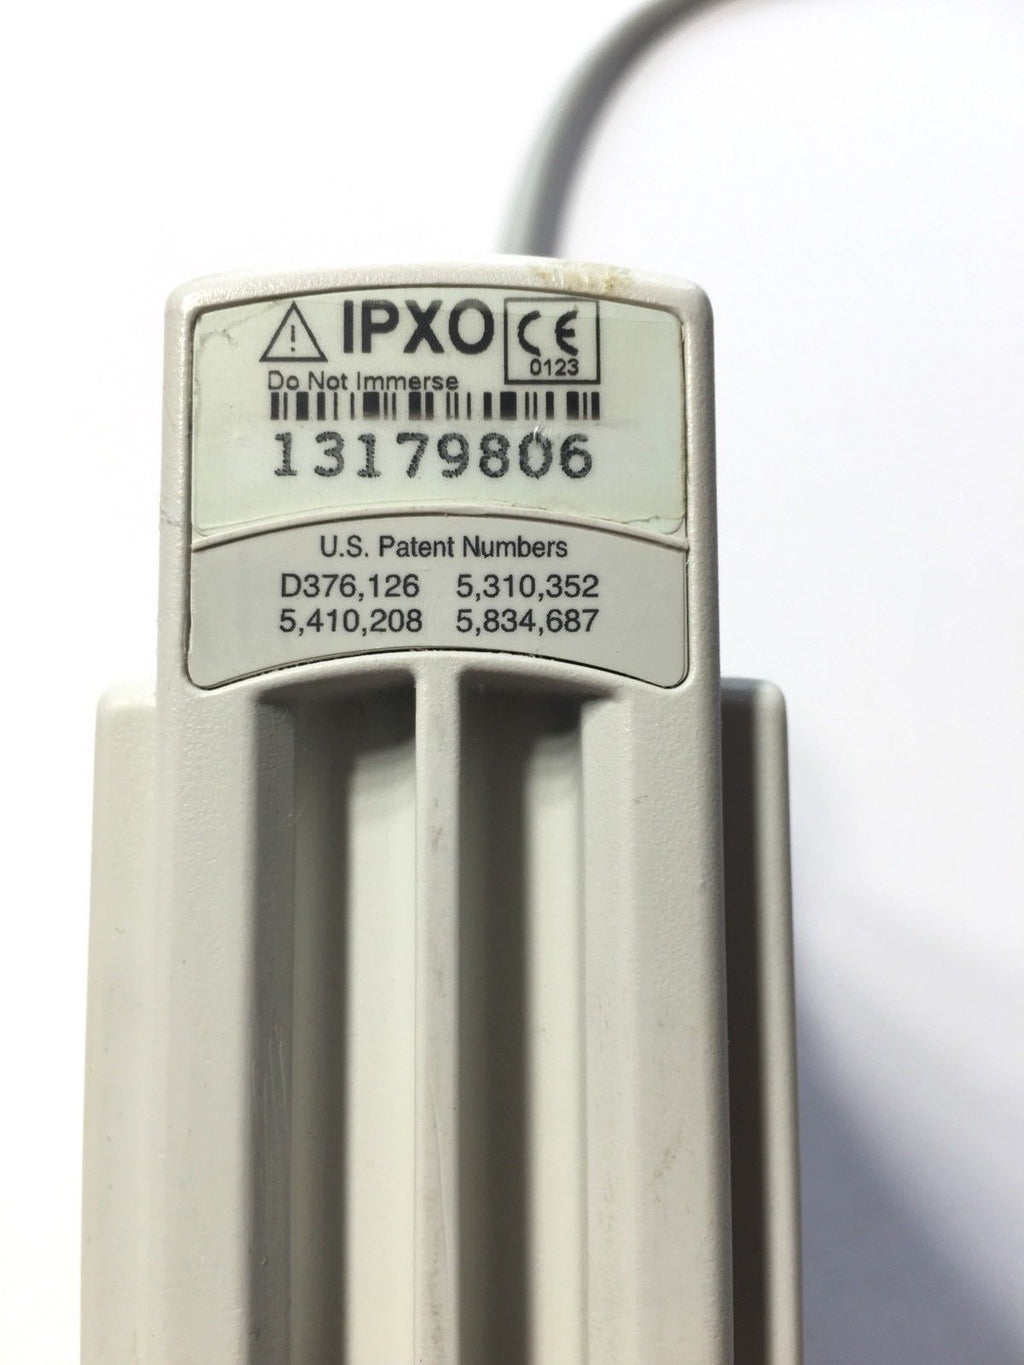 IPXO CE
0123
Do Not Immerse
13179806
U.S. Patent Numbers
D376,126 5,310,352
5,410,208 5,834,687